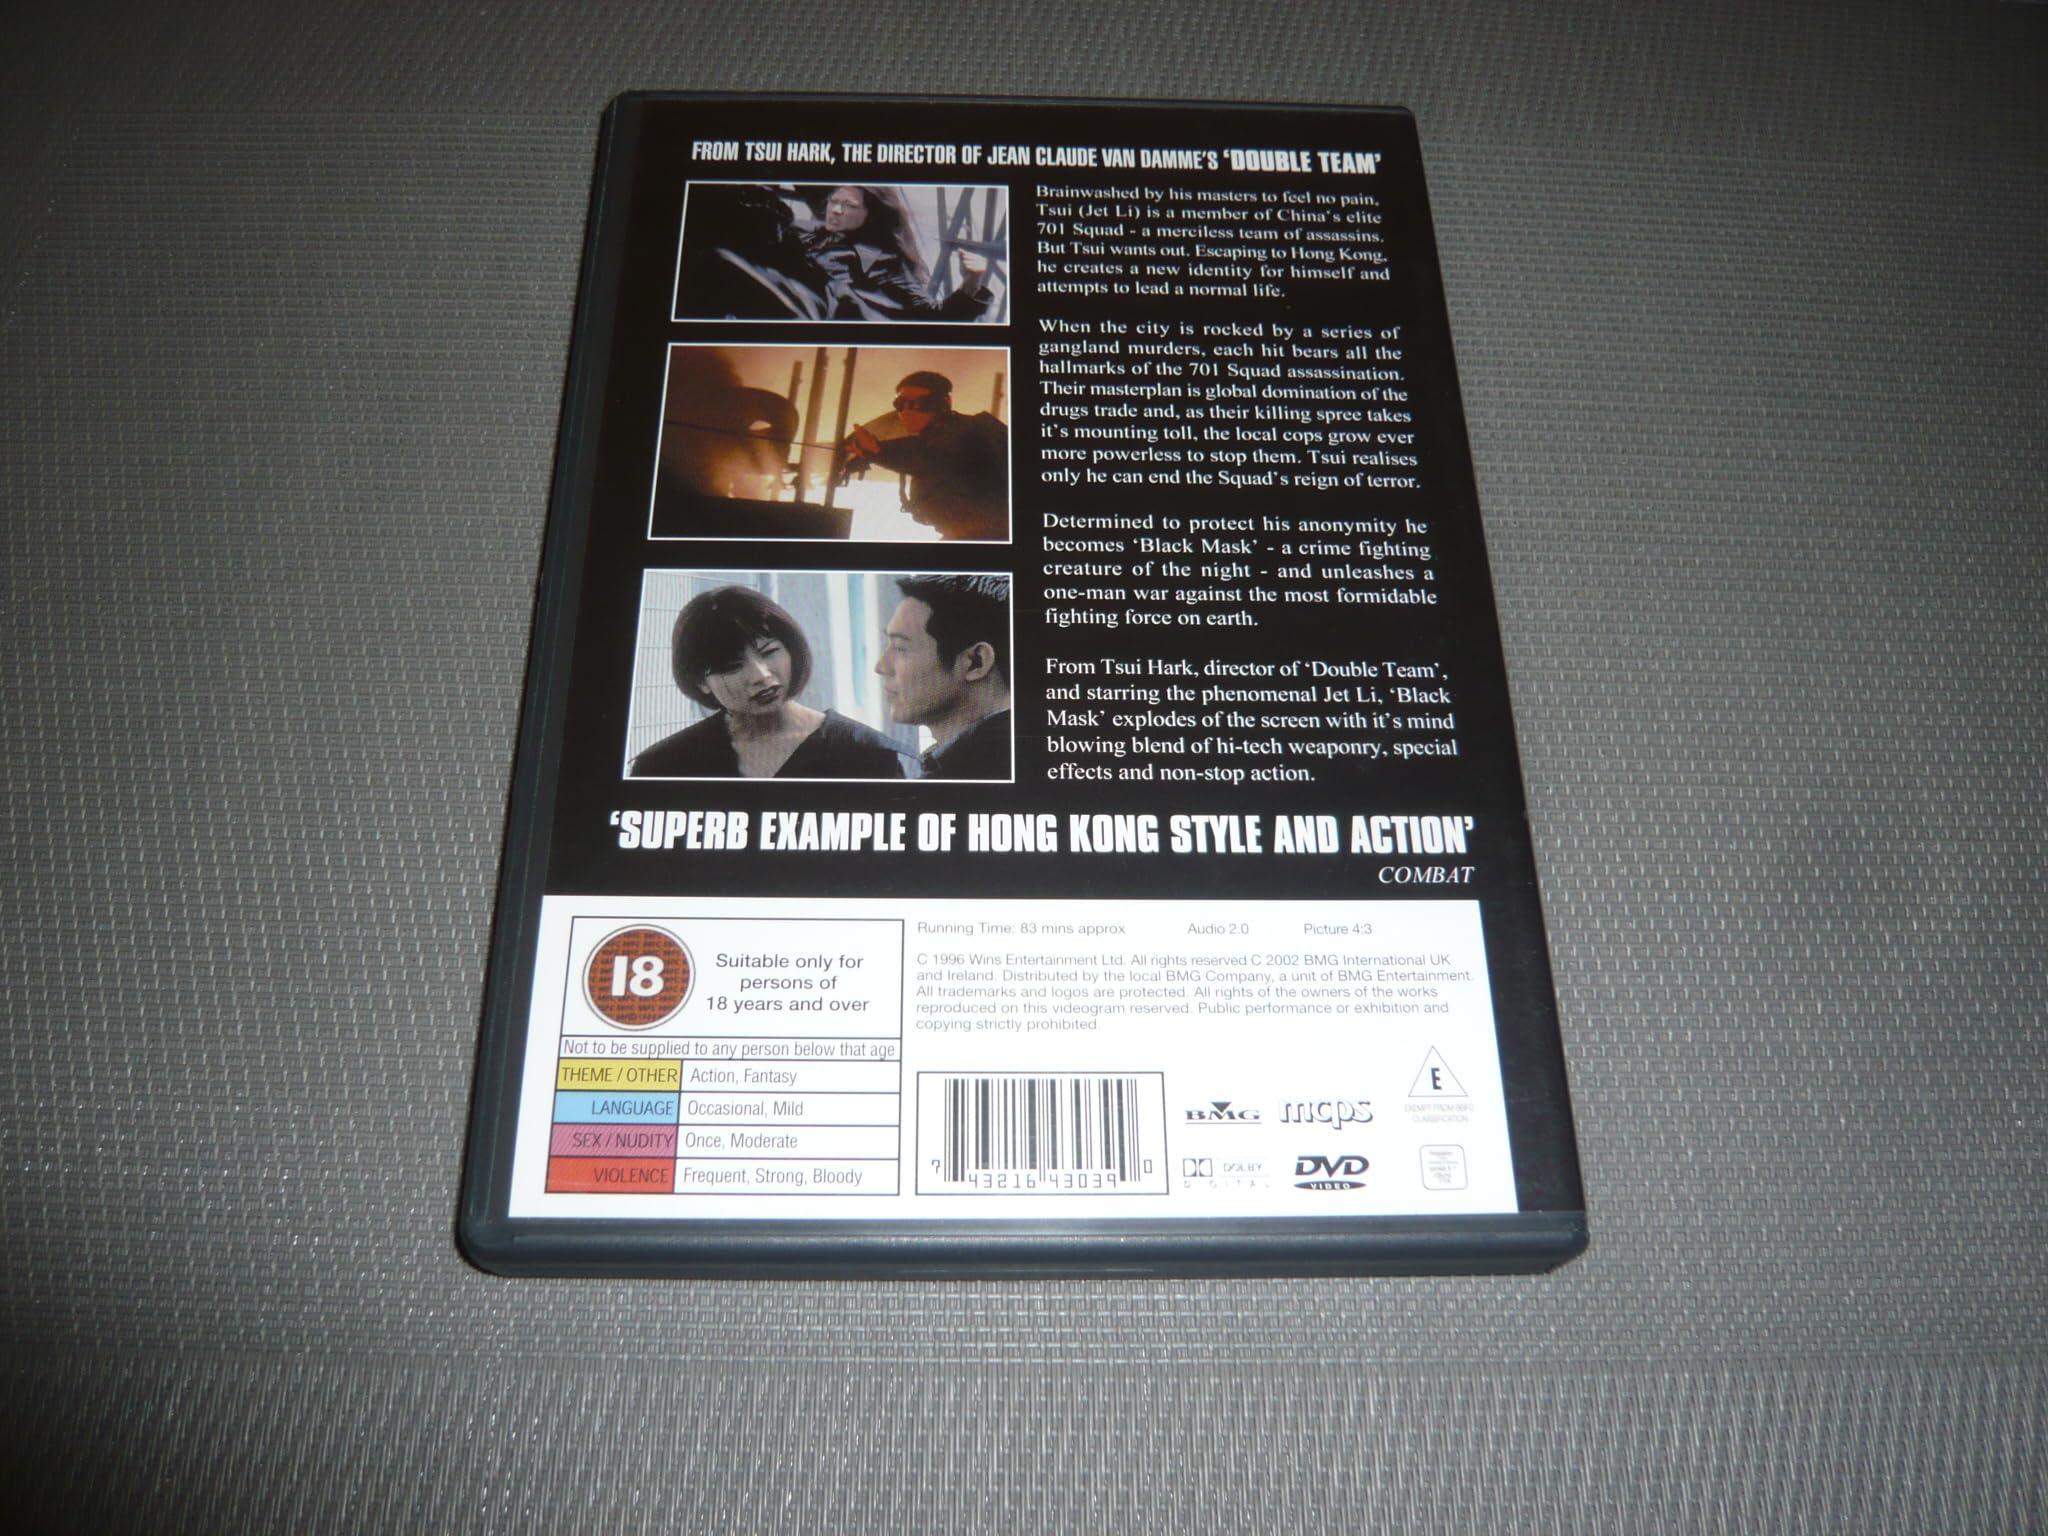 FROM TSUI HARK, THE DIRECTOR OF JEAN CLAUDE VAN DAMME'S 'DOUBLE TEAM'
Brainwashed by his masters to feel no pain,
Tsui (Jet Li) is a member of China's elite
701 Squad - a merciless team of assassins.
But Tsui wants out. Escaping to Hong Kong,
he creates a new identity for himself and
attempts to lead a normal life.
When the city is rocked by a series of
gangland murders, each hit bears all the
hallmarks of the 701 Squad assassination.
Their masterplan is global domination of the
drugs trade and, as their killing spree takes
it's mounting toll, the local cops grow ever
more powerless to stop them. Tsui realises
only he can end the Squad's reign of terror.
Determined to protect his anonymity he
becomes 'Black Mask' - a crime fighting
creature of the night - and unleashes a
one-man war against the most formidable
fighting force on earth.
From Tsui Hark, director of 'Double Team',
and starring the phenomenal Jet Li, 'Black
Mask' explodes of the screen with it's mind
blowing blend of hi-tech weaponry, special
effects and non-stop action.
'SUPERB EXAMPLE OF HONG KONG STYLE AND ACTION'
COMBAT
18
Suitable only for
persons of
18 years and over
Not to be supplied to any person below that age
THEME / OTHER Action, Fantasy
LANGUAGE Occasional, Mild
SEX / NUDITY Once, Moderate
VIOLENCE Frequent, Strong, Bloody
Running Time: 83 mins approx Audio 2.0 Picture 4:3
C 1996 Wins Entertainment Ltd. All rights reserved C 2002 BMG International UK
and Ireland. Distributed by the local BMG Company, a unit of BMG Entertainment.
All trademarks and logos are protected. All rights of the owners of the works
reproduced on this videogram reserved. Public performance or exhibition and
copying strictly prohibited.
7 43216 43039 0
BMG mcps
E
EXEMPT FROM BBFC
CLASSIFICATION
DOLBY
DIGITAL
DVD
VIDEO